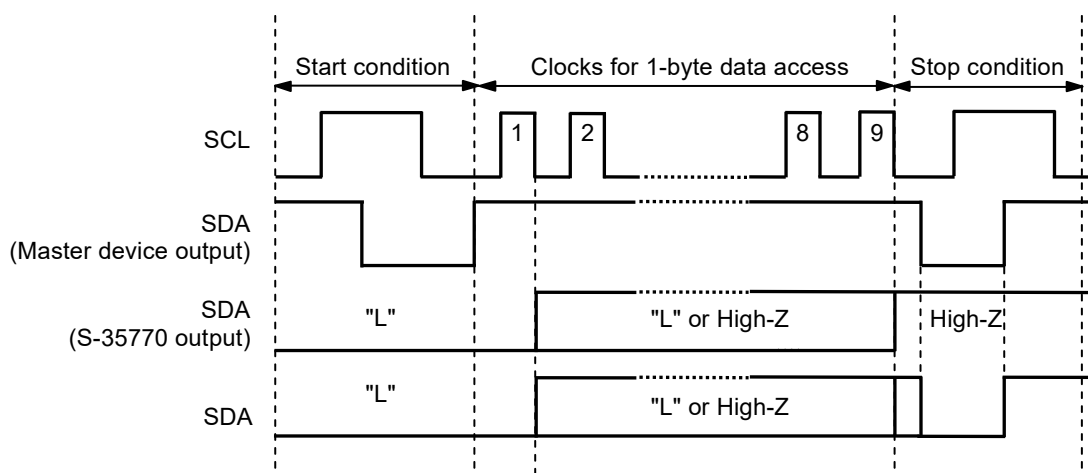 Start condition
Clocks for 1-byte data access
Stop condition
SCL
1
2
8
9
SDA
(Master device output)
SDA
(S-35770 output)
"L"
"L" or High-Z
High-Z
SDA
"L"
"L" or High-Z